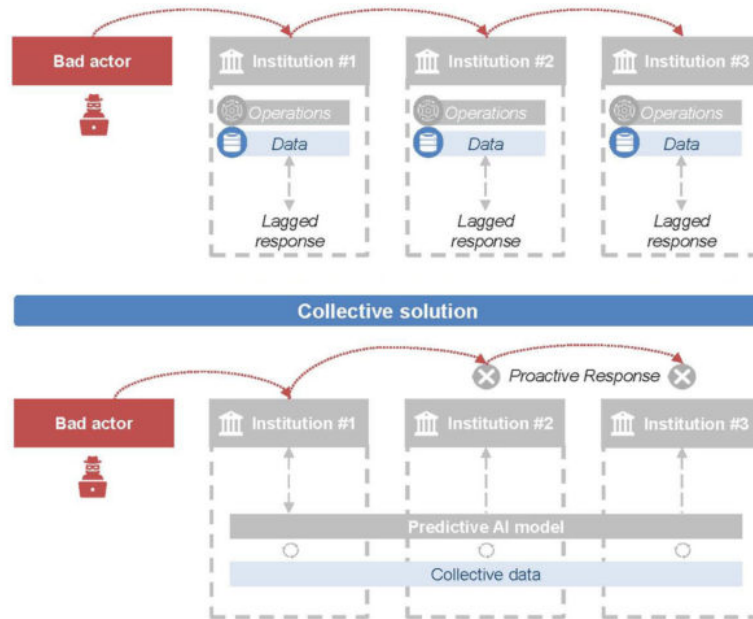 Bad actor
Institution #1
Institution #2
Institution #3
Operations
Operations
Operations
Data
Data
Data
Lagged
response
Lagged
response
Lagged
response
Collective solution
Proactive Response
Bad actor
Institution #1
Institution #2
Institution #3
Predictive AI model
Collective data